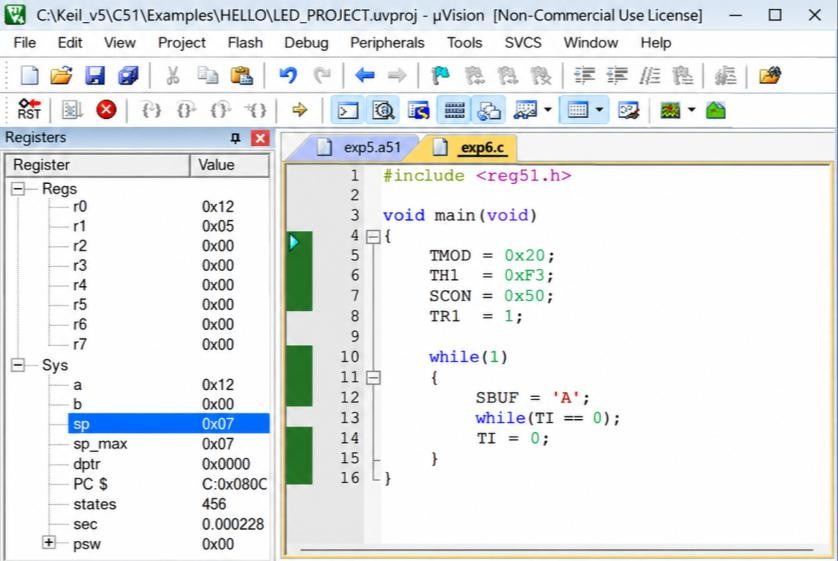 C:\Keil_v5\C51\Examples\HELLO\LED_PROJECT.uvproj - µVision [Non-Commercial Use License]
File Edit View Project Flash Debug Peripherals Tools SVCS Window Help
RST
Registers
exp5.a51 exp6.c
Register Value
Regs
r0 0x12
r1 0x05
r2 0x00
r3 0x00
r4 0x00
r5 0x00
r6 0x00
r7 0x00
Sys
a 0x12
b 0x00
sp 0x07
sp_max 0x07
dptr 0x0000
PC $ C:0x080C
states 456
sec 0.000228
psw 0x00
1 #include <reg51.h>
2
3 void main(void)
4 {
5 TMOD = 0x20;
6 TH1 = 0xF3;
7 SCON = 0x50;
8 TR1 = 1;
9
10 while(1)
11 {
12 SBUF = 'A';
13 while(TI == 0);
14 TI = 0;
15 }
16 }